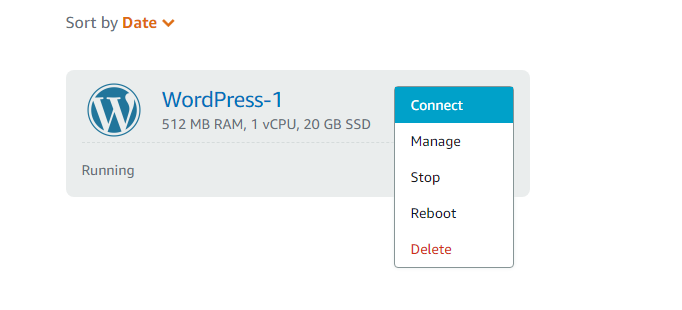 Sort by Date
WordPress-1
512 MB RAM, 1 vCPU, 20 GB SSD
Running
Connect
Manage
Stop
Reboot
Delete